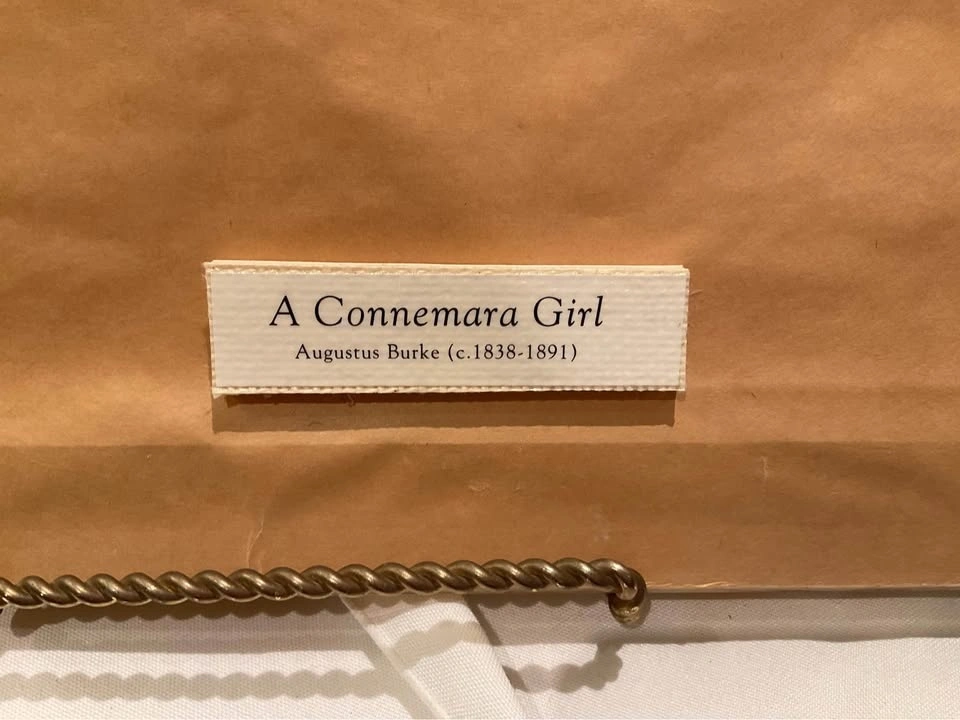 A Connemara Girl
Augustus Burke (c.1838-1891)